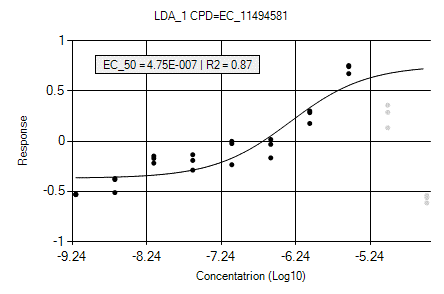 LDA_1 CPD=EC_11494581
EC_50 = 4.75E-007 | R2 = 0.87
1
0.5
0
-0.5
-1
Response
-9.24 -8.24 -7.24 -6.24 -5.24
Concentatrion (Log10)